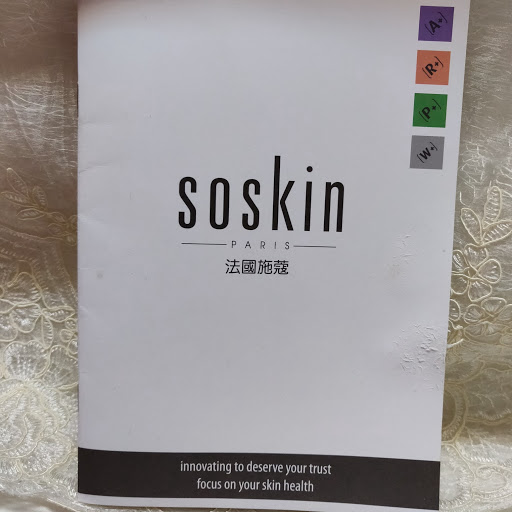 (A+)
(R+)
(P+)
(W+)
soskin
PARIS
法國施蔻
innovating to deserve your trust
focus on your skin health